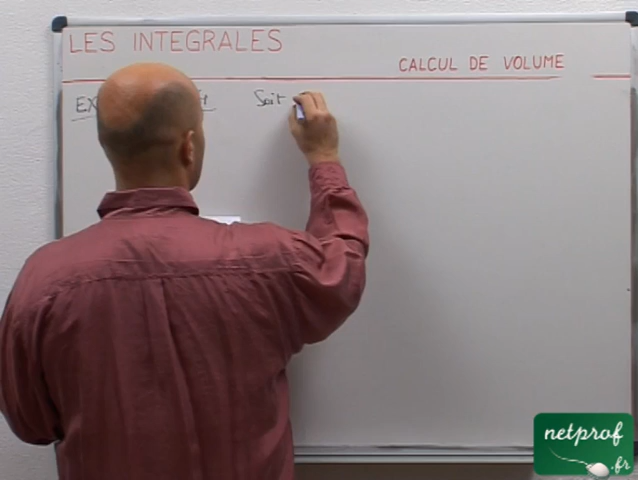 LES INTEGRALES
CALCUL DE VOLUME
Soit
netprof
.fr